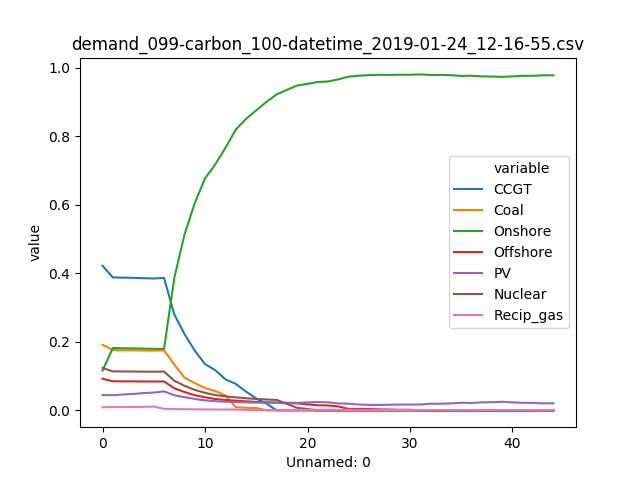 demand_099-carbon_100-datetime_2019-01-24_12-16-55.csv
1.0
0.8
0.6
0.4
0.2
0.0
value
variable
CCGT
Coal
Onshore
Offshore
PV
Nuclear
Recip_gas
0 10 20 30 40
Unnamed: 0